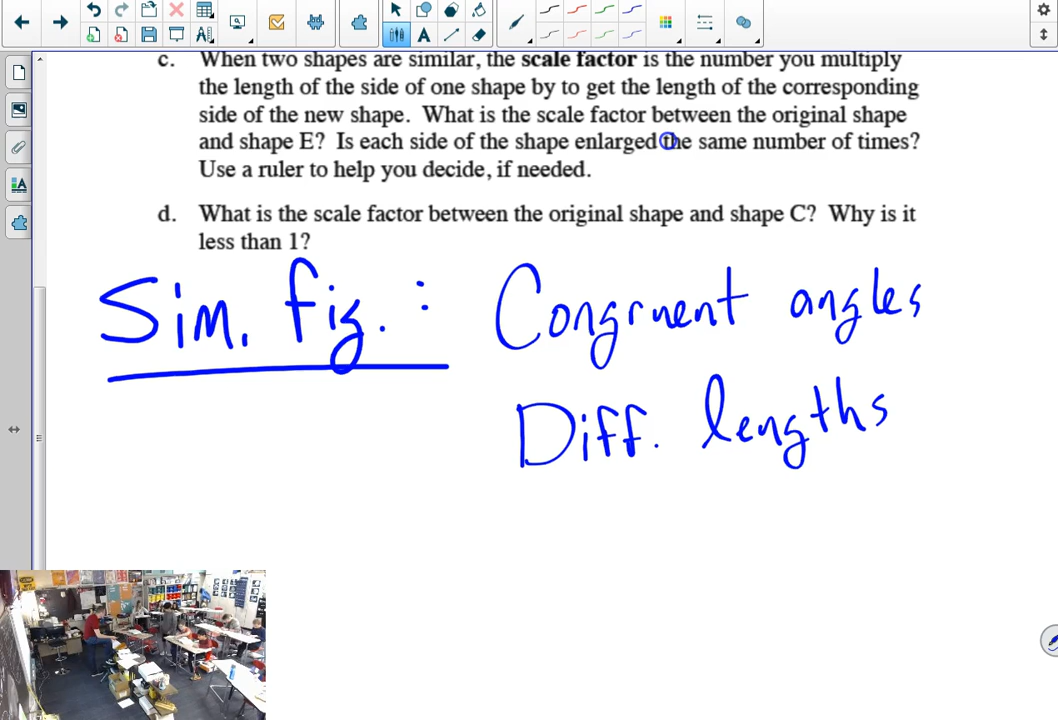 c. When two shapes are similar, the scale factor is the number you multiply
the length of the side of one shape by to get the length of the corresponding
side of the new shape. What is the scale factor between the original shape
and shape E? Is each side of the shape enlarged the same number of times?
Use a ruler to help you decide, if needed.
d. What is the scale factor between the original shape and shape C? Why is it
less than 1?
Sim. fig. : Congruent angles
Diff. lengths